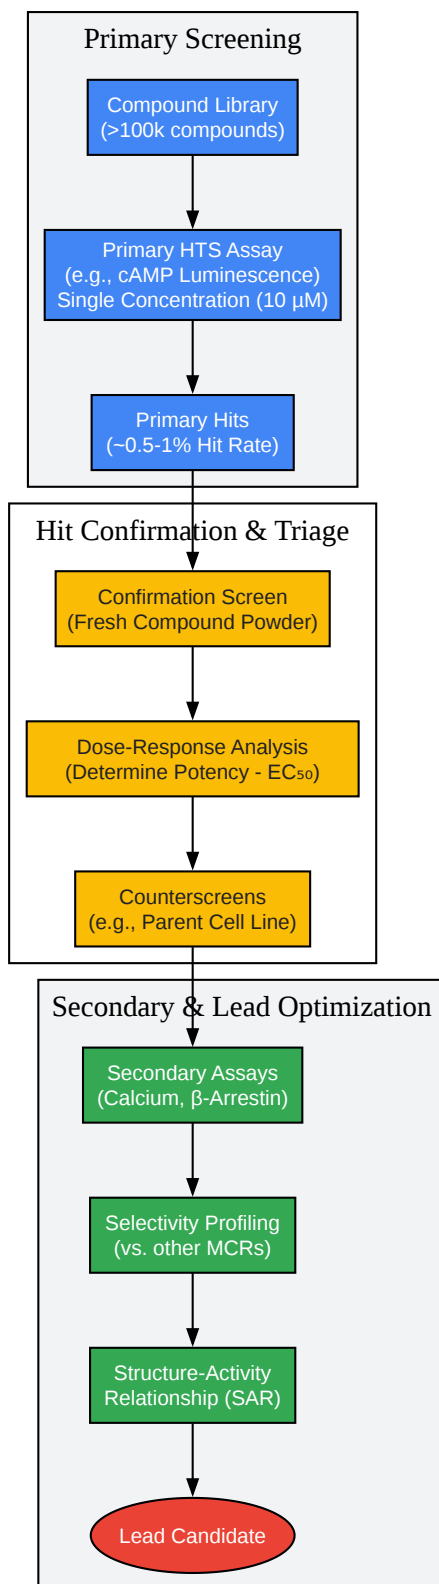 Primary Screening
Compound Library
(>100k compounds)
Primary HTS Assay
(e.g., cAMP Luminescence)
Single Concentration (10 µM)
Primary Hits
(~0.5-1% Hit Rate)
Hit Confirmation & Triage
Confirmation Screen
(Fresh Compound Powder)
Dose-Response Analysis
(Determine Potency - EC₅₀)
Counterscreens
(e.g., Parent Cell Line)
Secondary & Lead Optimization
Secondary Assays
(Calcium, β-Arrestin)
Selectivity Profiling
(vs. other MCRs)
Structure-Activity
Relationship (SAR)
Lead Candidate